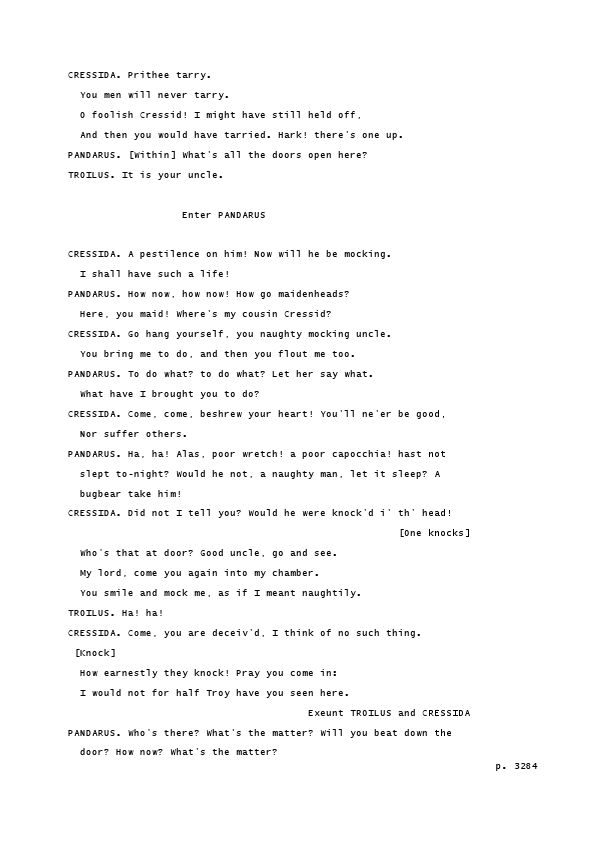 CRESSIDA. Prithee tarry.
You men will never tarry.
O foolish Cressid! I might have still held off,
And then you would have tarried. Hark! there's one up.
PANDARUS. [Within] What's all the doors open here?
TROILUS. It is your uncle.
Enter PANDARUS
CRESSIDA. A pestilence on him! Now will he be mocking.
I shall have such a life!
PANDARUS. How now, how now! How go maidenheads?
Here, you maid! Where's my cousin Cressid?
CRESSIDA. Go hang yourself, you naughty mocking uncle.
You bring me to do, and then you flout me too.
PANDARUS. To do what? to do what? Let her say what.
What have I brought you to do?
CRESSIDA. Come, come, beshrew your heart! You'll ne'er be good,
Nor suffer others.
PANDARUS. Ha, ha! Alas, poor wretch! a poor capocchia! hast not
slept to-night? Would he not, a naughty man, let it sleep? A
bugbear take him!
CRESSIDA. Did not I tell you? Would he were knock'd i' th' head!
[One knocks]
Who's that at door? Good uncle, go and see.
My lord, come you again into my chamber.
You smile and mock me, as if I meant naughtily.
TROILUS. Ha! ha!
CRESSIDA. Come, you are deceiv'd, I think of no such thing.
[Knock]
How earnestly they knock! Pray you come in:
I would not for half Troy have you seen here.
Exeunt TROILUS and CRESSIDA
PANDARUS. Who's there? What's the matter? Will you beat down the
door? How now? What's the matter?
p. 3284